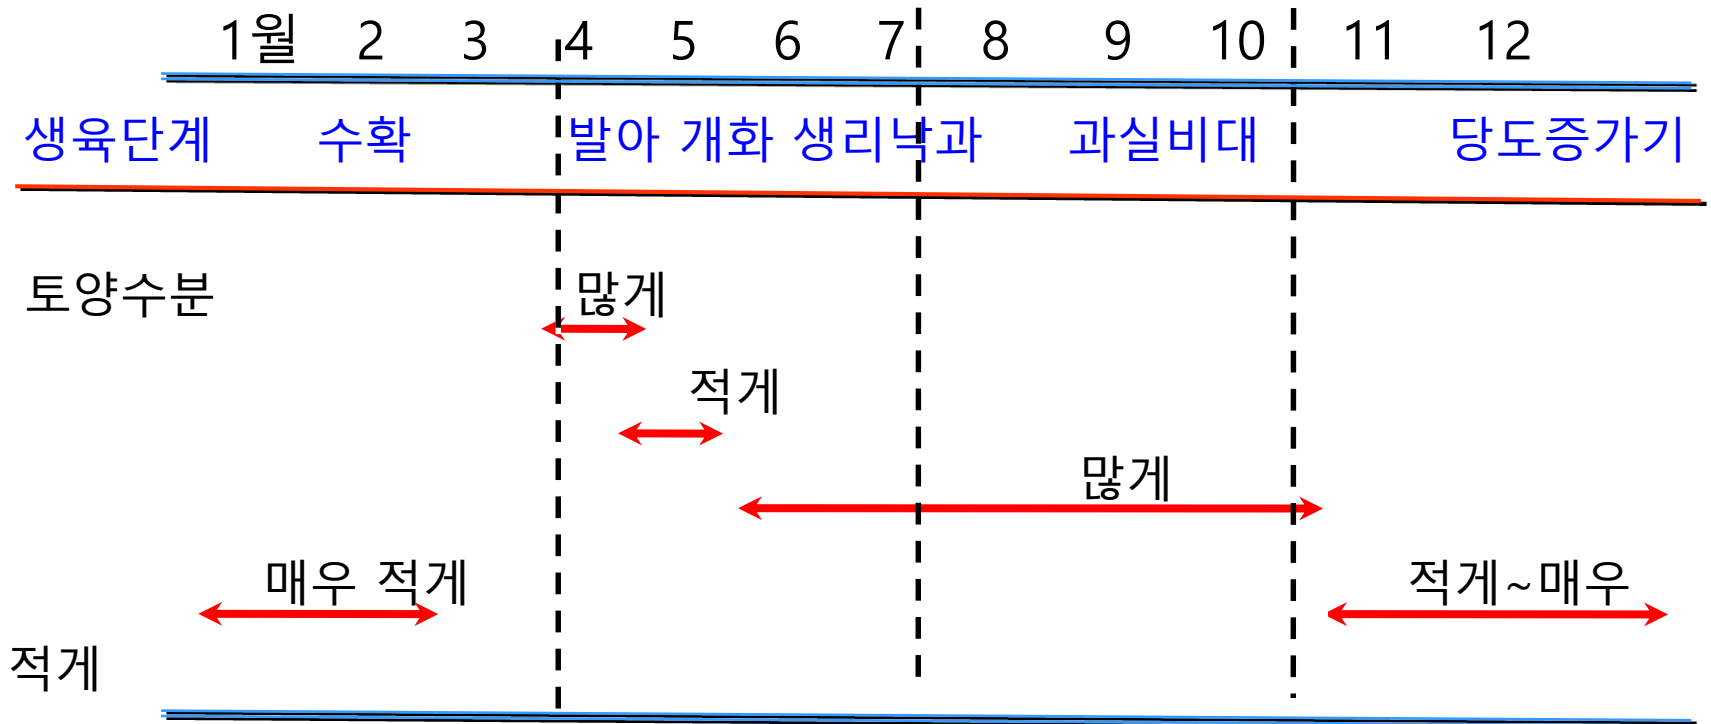 1월 2 3 4 5 6 7 8 9 10 11 12
생육단계 수확 발아 개화 생리낙과 과실비대 당도증가기
토양수분 많게
적게
많게
매우 적게 적게~매우
적게